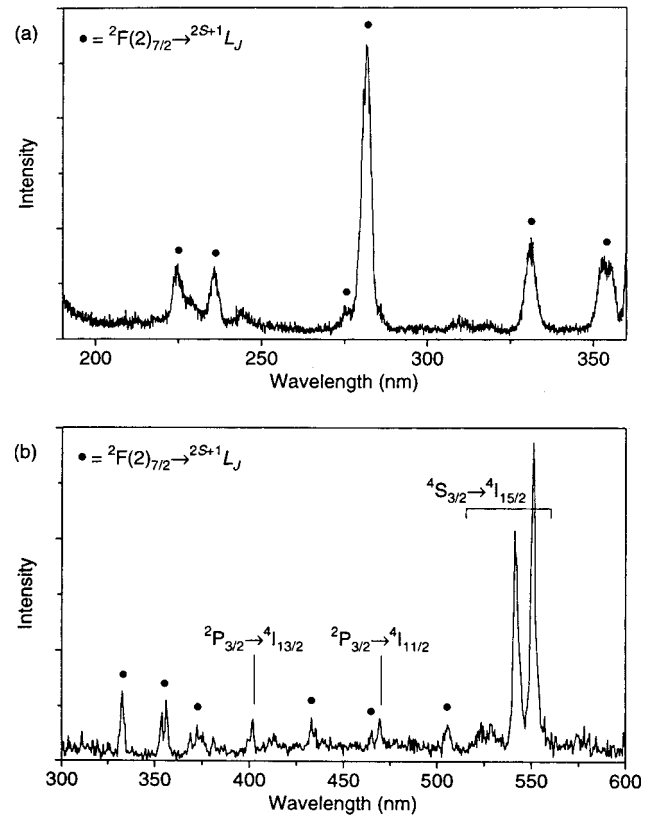 (a)
● = ²F(2)₇/₂→²ˢ⁺¹L_J
Intensity
200 250 300 350
Wavelength (nm)
(b)
● = ²F(2)₇/₂→²ˢ⁺¹L_J
⁴S₃/₂→⁴I₁₅/₂
²P₃/₂→⁴I₁₃/₂ ²P₃/₂→⁴I₁₁/₂
Intensity
300 350 400 450 500 550 600
Wavelength (nm)